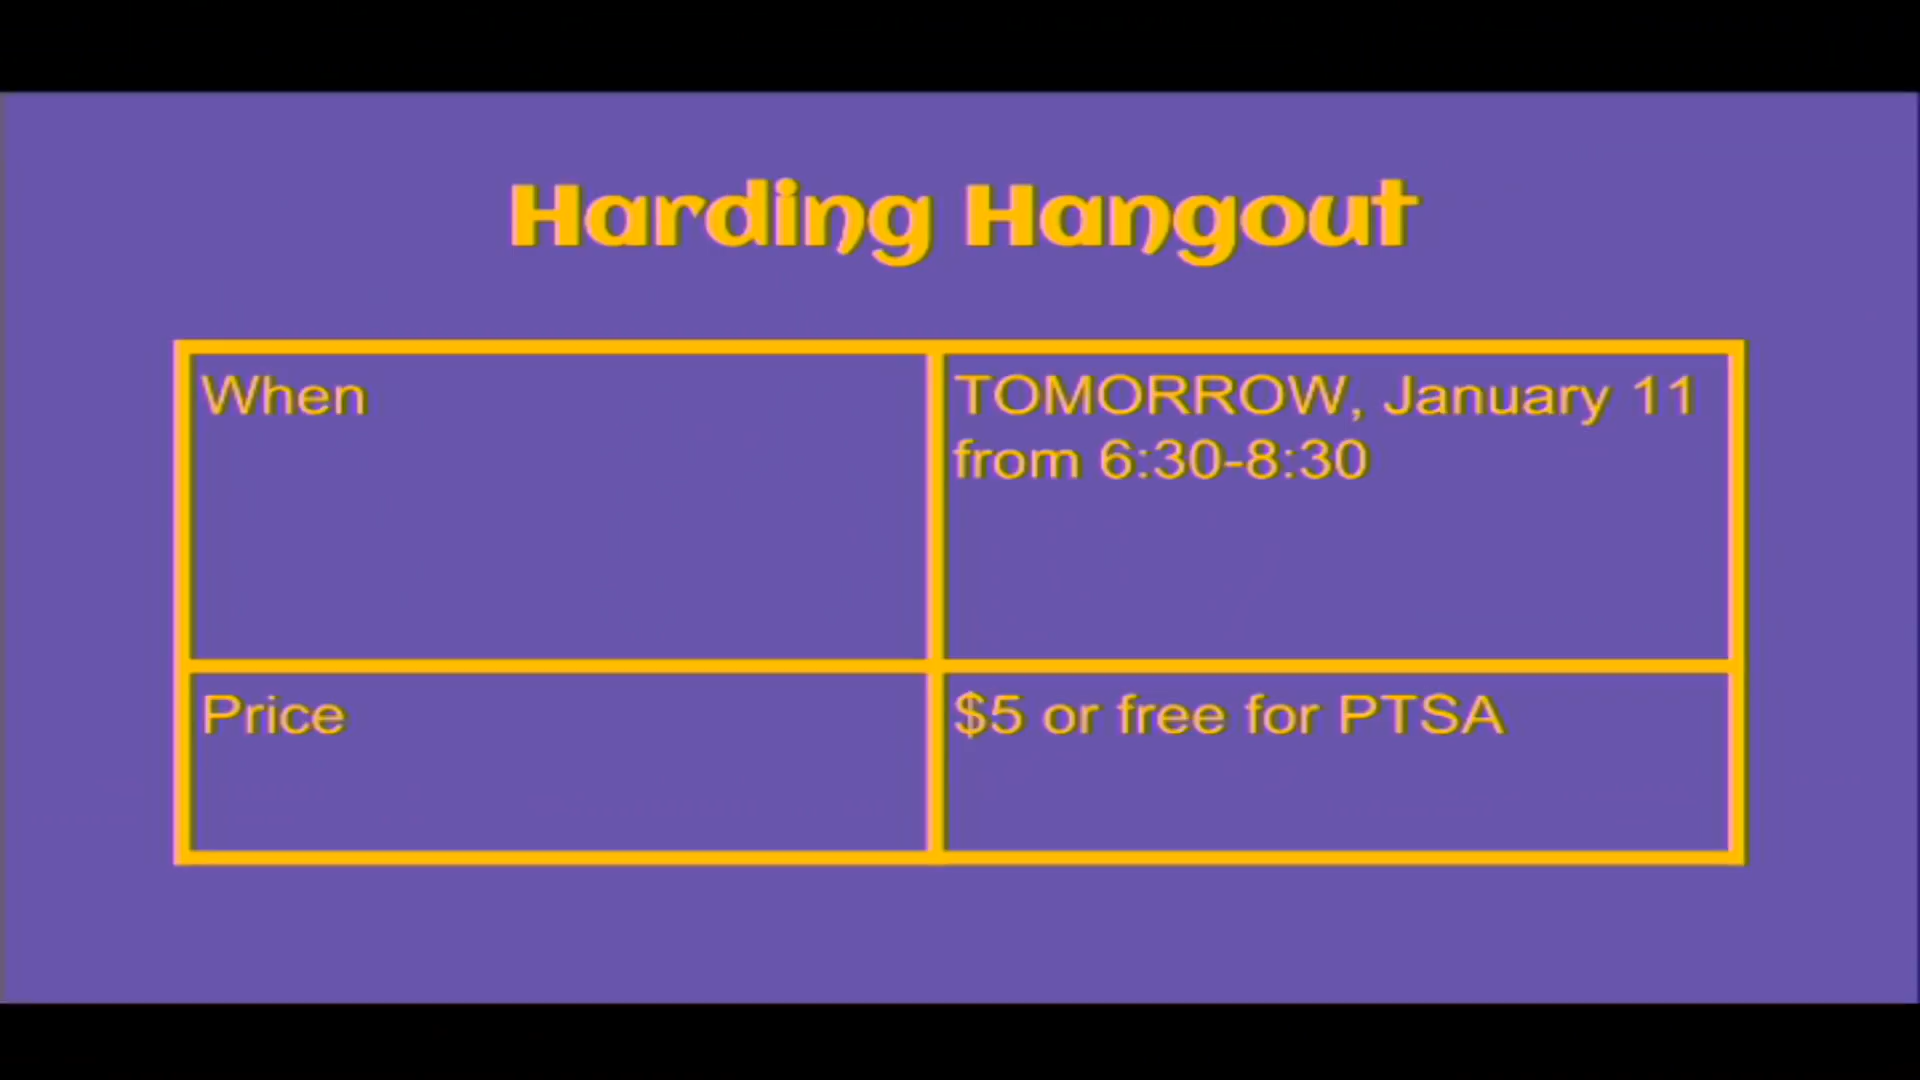 Harding Hangout
When
TOMORROW, January 11
from 6:30-8:30
Price
$5 or free for PTSA